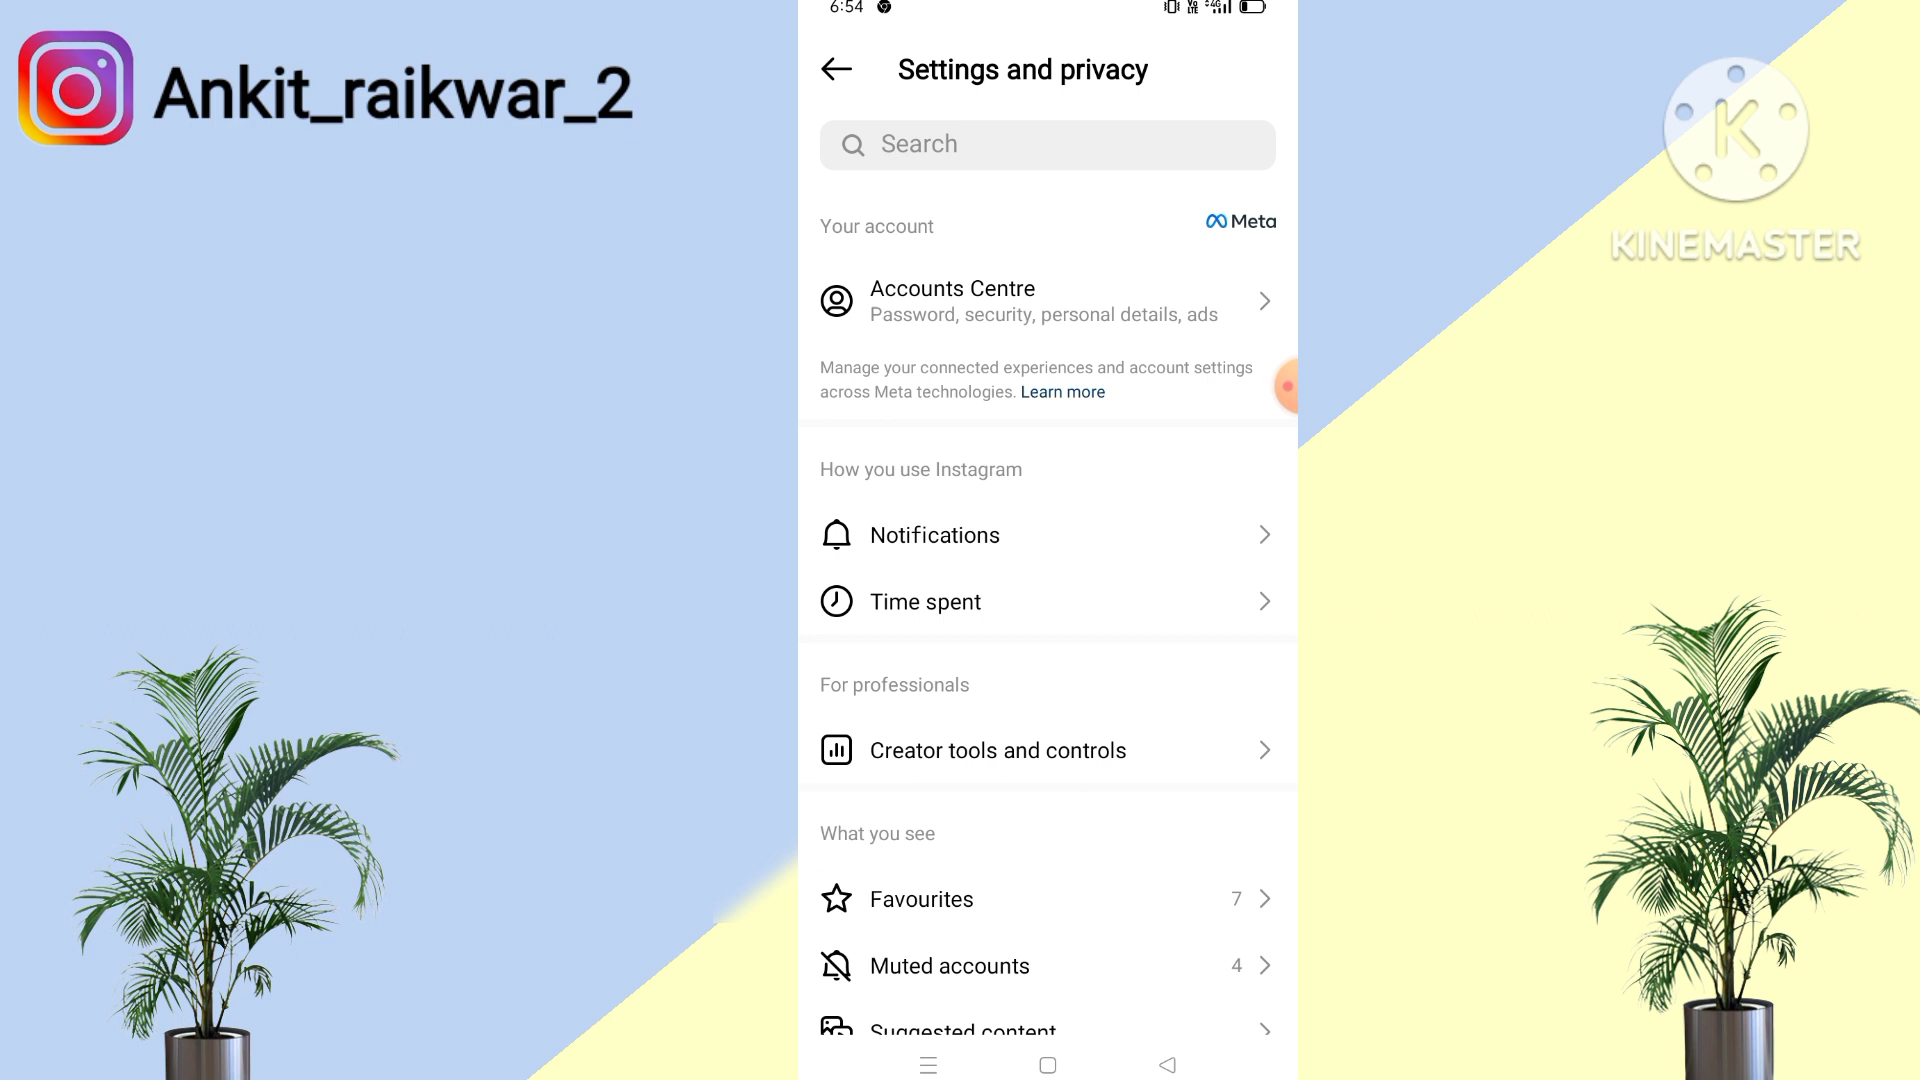 Ankit_raikwar_2
6:54
Settings and privacy
Search
Your account
Meta
Accounts Centre
Password, security, personal details, ads
Manage your connected experiences and account settings
across Meta technologies. Learn more
How you use Instagram
Notifications
Time spent
For professionals
Creator tools and controls
What you see
Favourites 7
Muted accounts 4
Suggested content
K
KINEMASTER